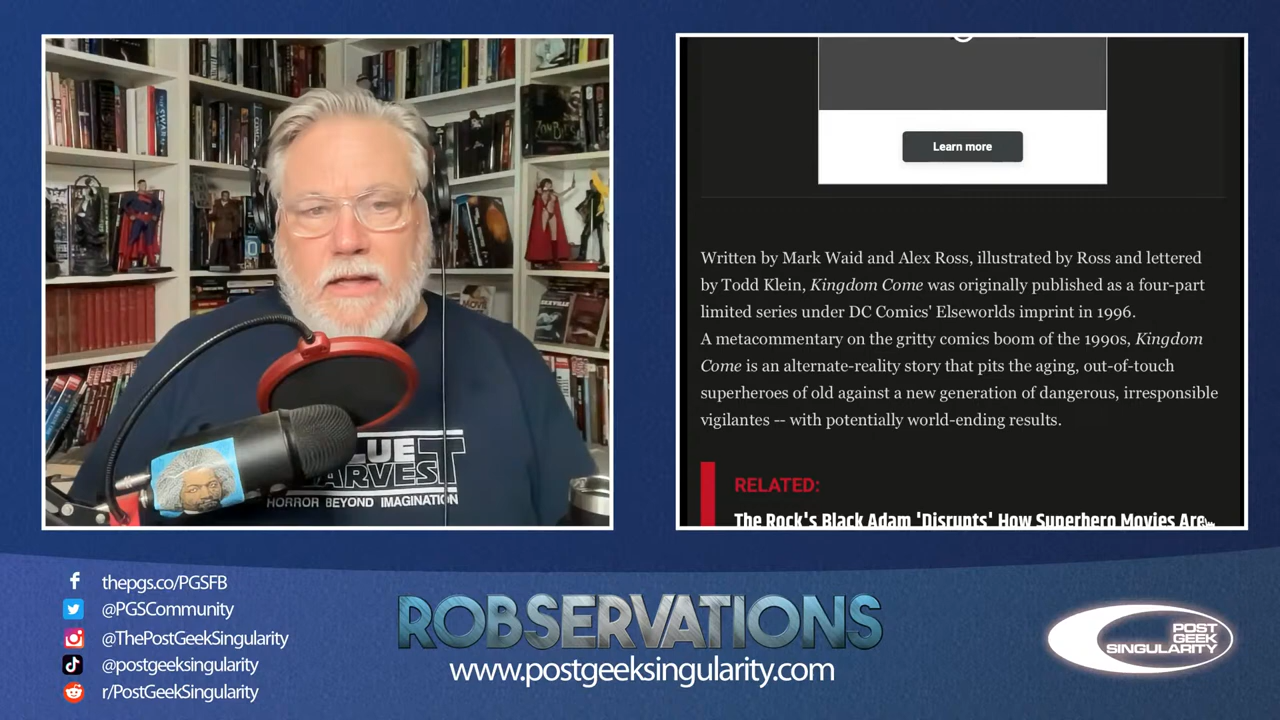 Learn more
Written by Mark Waid and Alex Ross, illustrated by Ross and lettered
by Todd Klein, Kingdom Come was originally published as a four-part
limited series under DC Comics' Elseworlds imprint in 1996.
A metacommentary on the gritty comics boom of the 1990s, Kingdom
Come is an alternate-reality story that pits the aging, out-of-touch
superheroes of old against a new generation of dangerous, irresponsible
vigilantes -- with potentially world-ending results.
RELATED:
The Rock's Black Adam 'Disrupts' How Superhero Movies Are
HORROR BEYOND IMAGINATION
thepgs.co/PGSFB
@PGSCommunity
@ThePostGeekSingularity
@postgeeksingularity
r/PostGeekSingularity
ROBSERVATIONS
www.postgeeksingularity.com
POST
GEEK
SINGULARITY